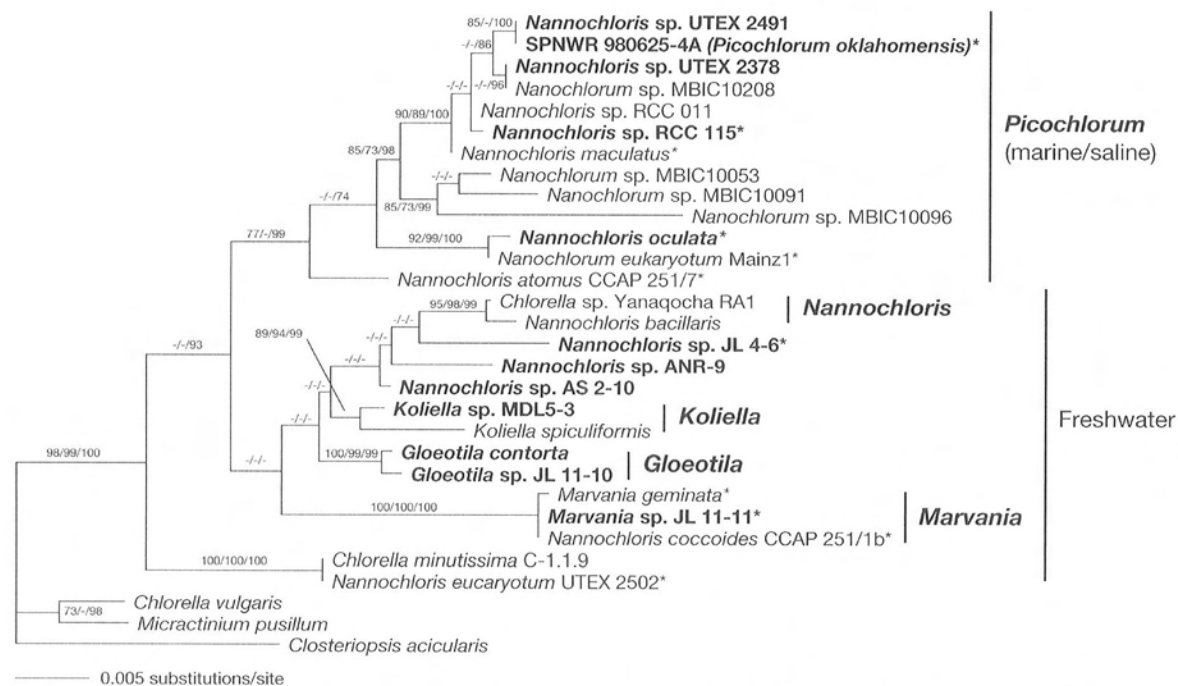 85/-/100
Nannochloris sp. UTEX 2491
-/-/86
SPNWR 980625-4A (Picochlorum oklahomensis)*
Nannochloris sp. UTEX 2378
-/-/-
-/-/96
Nanochlorum sp. MBIC10208
90/89/100
Nannochloris sp. RCC 011
Nannochloris sp. RCC 115*
Picochlorum
(marine/saline)
85/73/98
Nannochloris maculatus*
-/-/-
Nanochlorum sp. MBIC10053
Nanochlorum sp. MBIC10091
-/-/74
85/73/99
Nanochlorum sp. MBIC10096
77/-/99
92/99/100
Nannochloris oculata*
Nanochlorum eukaryotum Mainz1*
Nannochloris atomus CCAP 251/7*
95/98/99
Chlorella sp. Yanaqocha RA1
Nannochloris
-/-/-
Nannochloris bacillaris
89/94/99
-/-/-
Nannochloris sp. JL 4-6*
-/-/93
-/-/-
Nannochloris sp. ANR-9
-/-/-
Nannochloris sp. AS 2-10
-/-/-
Koliella sp. MDL5-3
Koliella
Freshwater
Koliella spiculiformis
98/99/100
100/99/99
Gloeotila contorta
Gloeotila
-/-/-
Gloeotila sp. JL 11-10
Marvania geminata*
100/100/100
Marvania sp. JL 11-11*
Marvania
Nannochloris coccoides CCAP 251/1b*
100/100/100
Chlorella minutissima C-1.1.9
Nannochloris eucaryotum UTEX 2502*
Chlorella vulgaris
73/-/98
Micractinium pusillum
Closteriopsis acicularis
0.005 substitutions/site